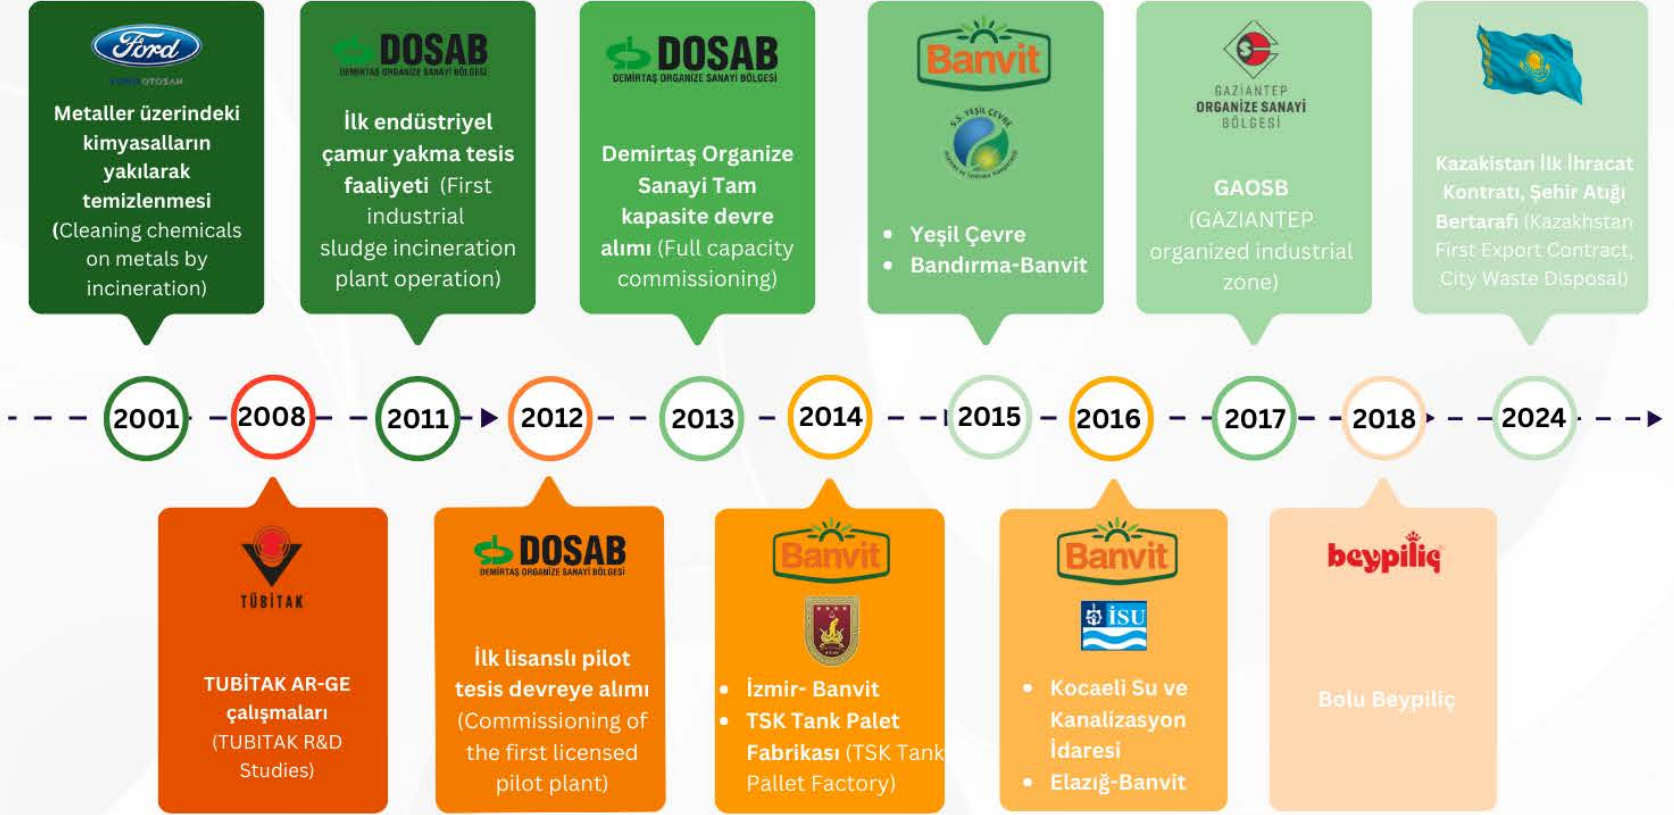 Ford
FORD OTOSAN
Metaller üzerindeki
kimyasalların
yakılarak
temizlenmesi
(Cleaning chemicals
on metals by
incineration)
DOSAB
DEMİRTAŞ ORGANİZE SANAYİ BÖLGESİ
İlk endüstriyel
çamur yakma tesis
faaliyeti (First
industrial
sludge incineration
plant operation)
DOSAB
DEMİRTAŞ ORGANİZE SANAYİ BÖLGESİ
Demirtaş Organize
Sanayi Tam
kapasite devre
alımı (Full capacity
commissioning)
Banvit
S.S. YEŞİL ÇEVRE
• Yeşil Çevre
• Bandırma-Banvit
GAZİANTEP
ORGANİZE SANAYİ
BÖLGESİ
GAOSB
(GAZIANTEP
organized industrial
zone)
Kazakistan İlk İhracat
Kontratı, Şehir Atığı
Bertarafı (Kazakhstan
First Export Contract,
City Waste Disposal)
2001
2008
2011
2012
2013
2014
2015
2016
2017
2018
2024
TÜBİTAK
TUBİTAK AR-GE
çalışmaları
(TUBITAK R&D
Studies)
DOSAB
DEMİRTAŞ ORGANİZE SANAYİ BÖLGESİ
İlk lisanslı pilot
tesis devreye alımı
(Commissioning of
the first licensed
pilot plant)
Banvit
• İzmir- Banvit
• TSK Tank Palet
Fabrikası (TSK Tank
Pallet Factory)
Banvit
İSU
• Kocaeli Su ve
Kanalizasyon
İdaresi
• Elazığ-Banvit
beypiliç
Bolu Beypiliç